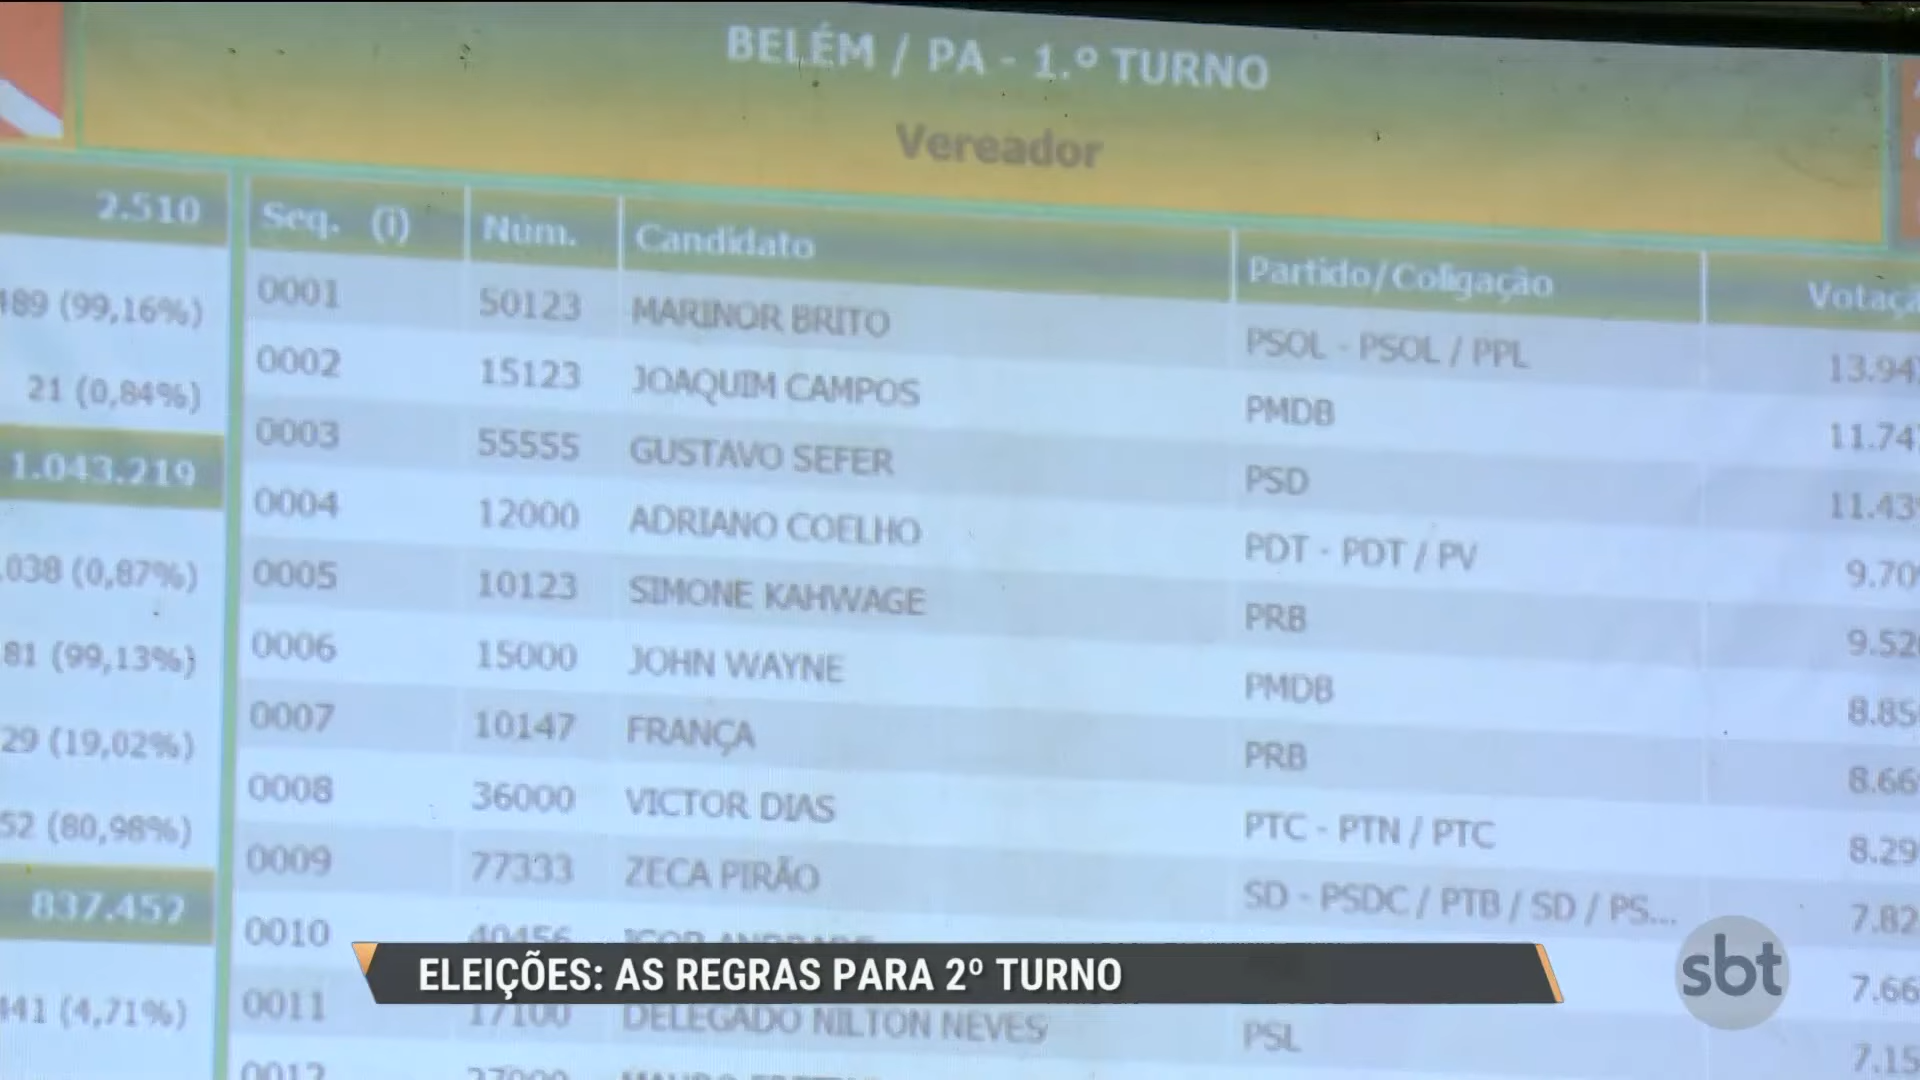 BELÉM / PA - 1.º TURNO
Vereador
2.510
489 (99,16%)
21 (0,84%)
1.043.219
.038 (0,87%)
81 (99,13%)
29 (19,02%)
52 (80,98%)
837.452
441 (4,71%)
Seq. (i) Núm. Candidato Partido/Coligação Votaçã
0001 50123 MARINOR BRITO PSOL - PSOL / PPL 13.94
0002 15123 JOAQUIM CAMPOS PMDB 11.74
0003 55555 GUSTAVO SEFER PSD 11.43
0004 12000 ADRIANO COELHO PDT - PDT / PV 9.70
0005 10123 SIMONE KAHWAGE PRB 9.52
0006 15000 JOHN WAYNE PMDB 8.85
0007 10147 FRANÇA PRB 8.66
0008 36000 VICTOR DIAS PTC - PTN / PTC 8.29
0009 77333 ZECA PIRÃO SD - PSDC / PTB / SD / PS... 7.82
0010 40456 7.66
0011 17100 DELEGADO NILTON NEVES PSL 7.15
0012
ELEIÇÕES: AS REGRAS PARA 2º TURNO
sbt